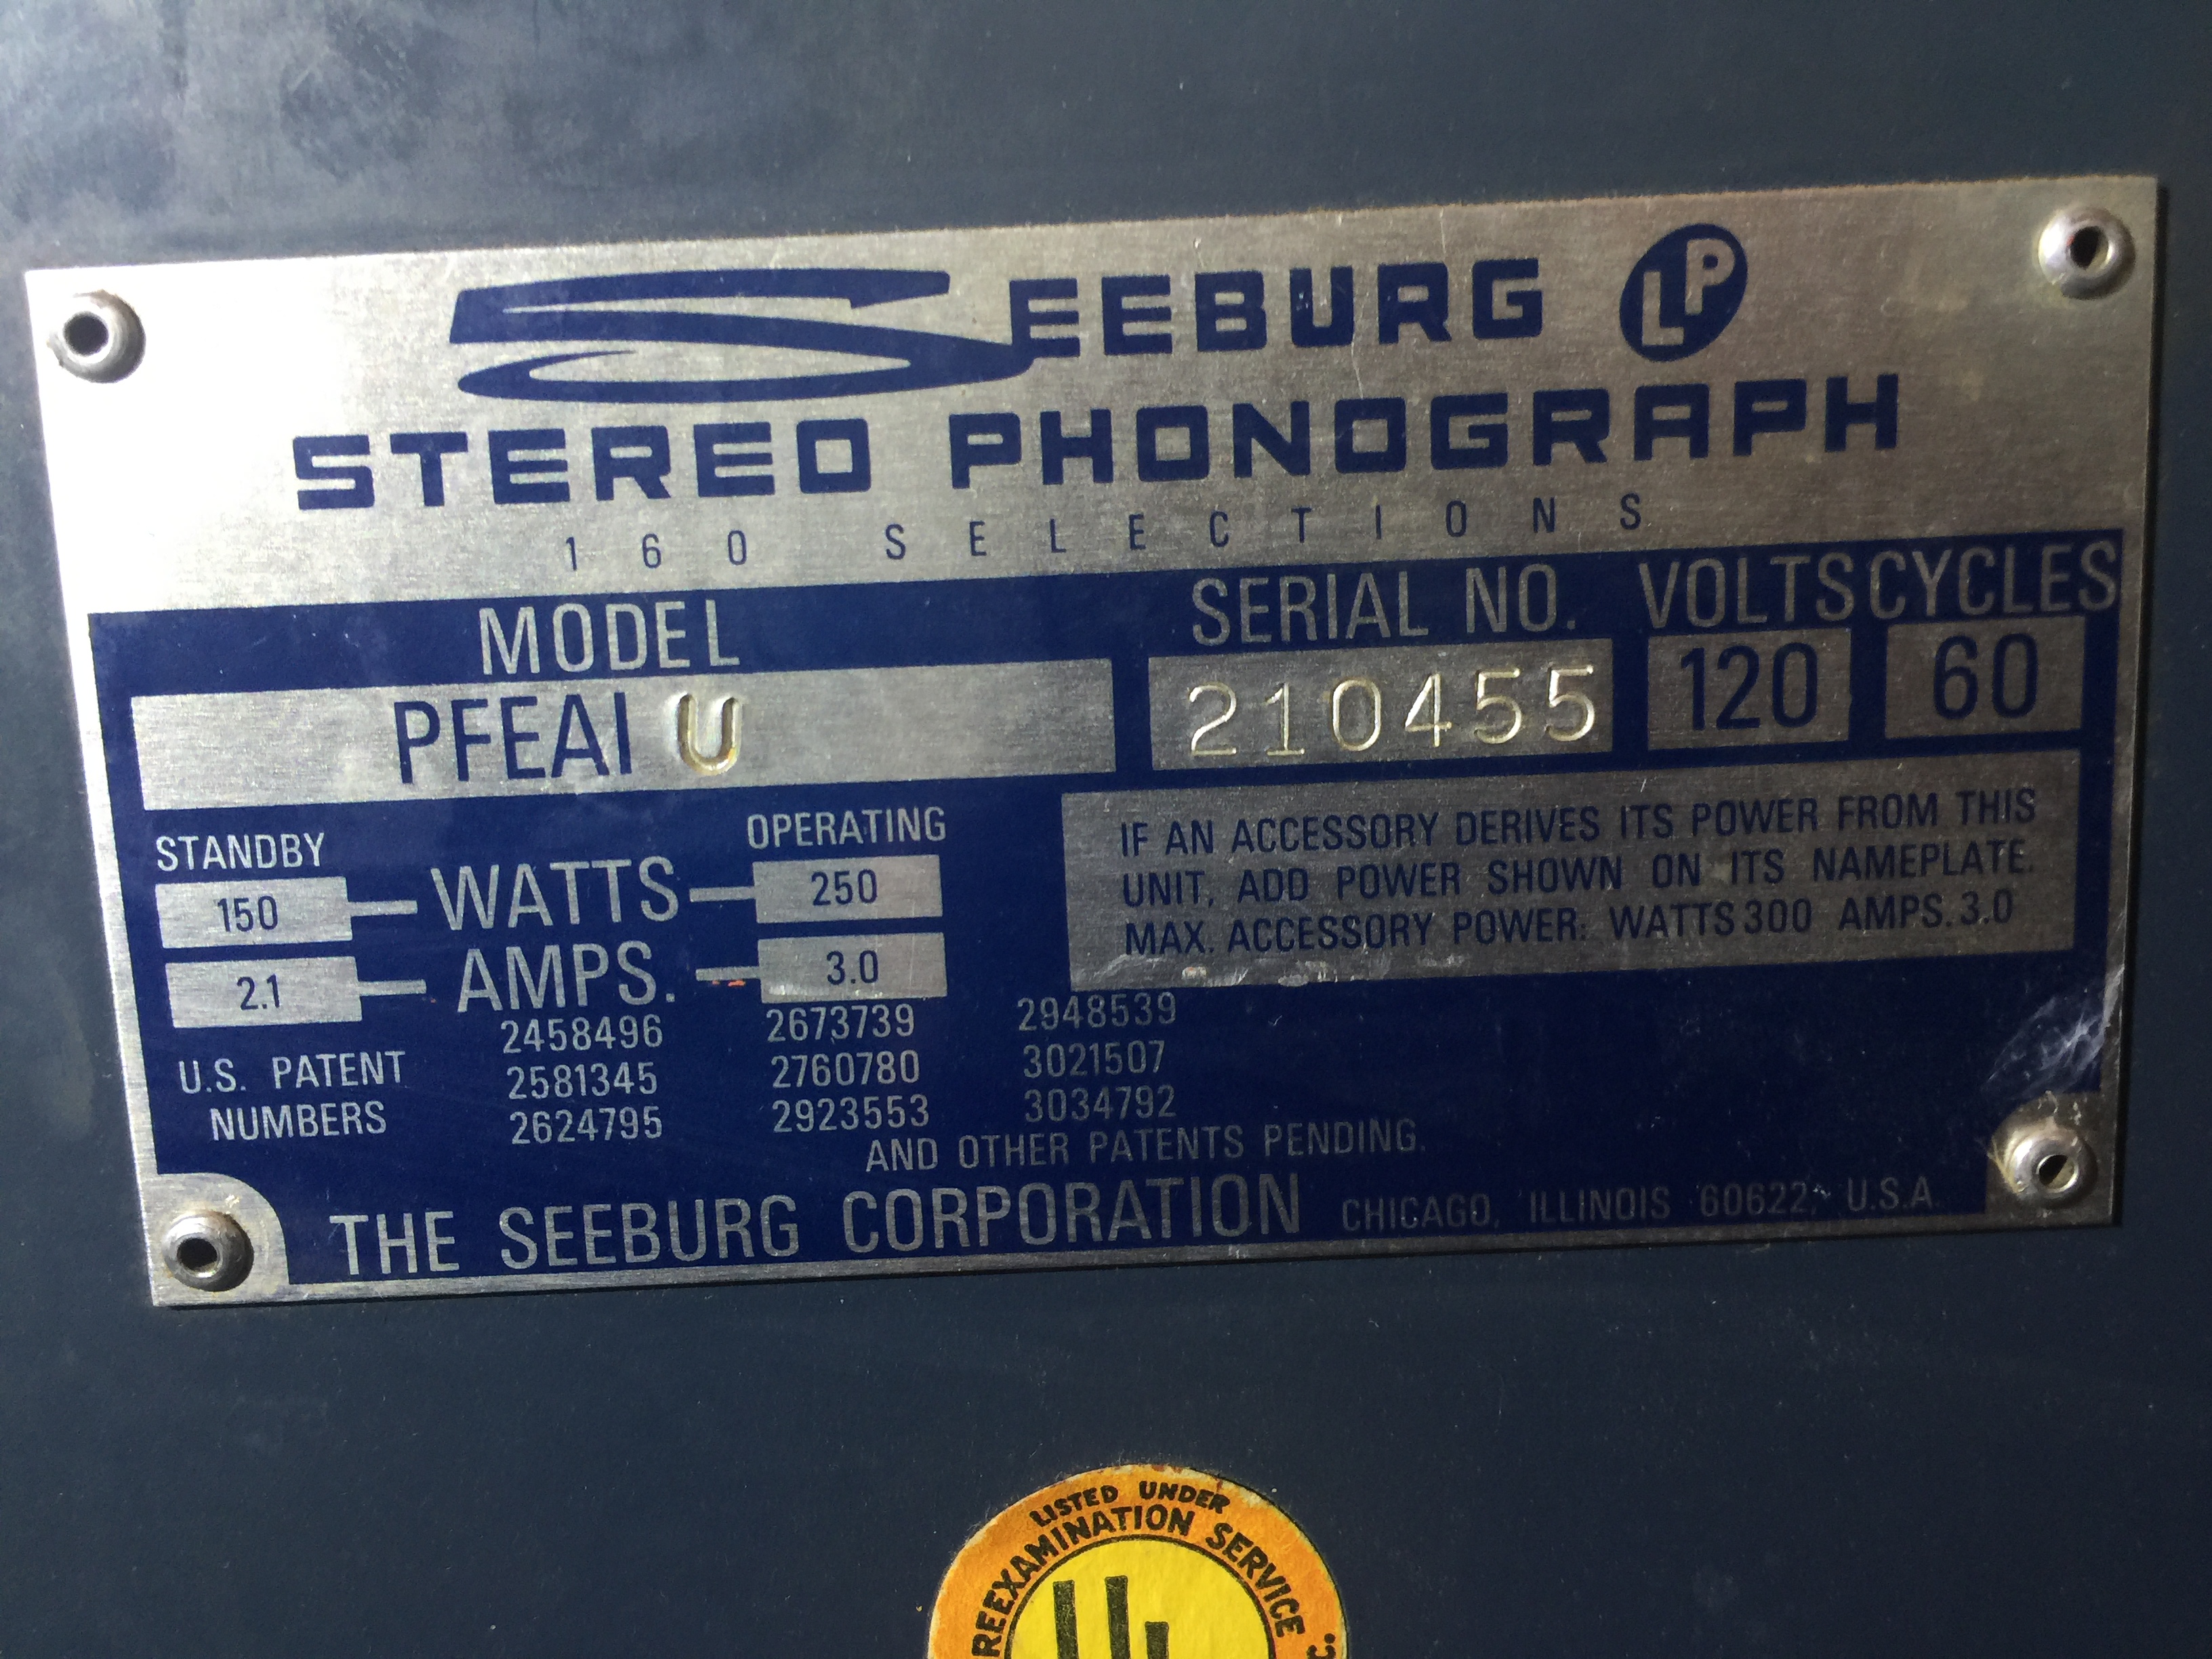 SEEBURG LP
STEREO PHONOGRAPH
160 SELECTIONS
MODEL SERIAL NO. VOLTS CYCLES
PFEAI U 210455 120 60
STANDBY OPERATING
150 WATTS 250
2.1 AMPS. 3.0
IF AN ACCESSORY DERIVES ITS POWER FROM THIS
UNIT, ADD POWER SHOWN ON ITS NAMEPLATE.
MAX. ACCESSORY POWER: WATTS 300 AMPS. 3.0
U.S. PATENT
NUMBERS
2458496 2673739 2948539
2581345 2760780 3021507
2624795 2923553 3034792
AND OTHER PATENTS PENDING.
THE SEEBURG CORPORATION CHICAGO, ILLINOIS 60622, U.S.A.
LISTED UNDER
REEXAMINATION SERVICE